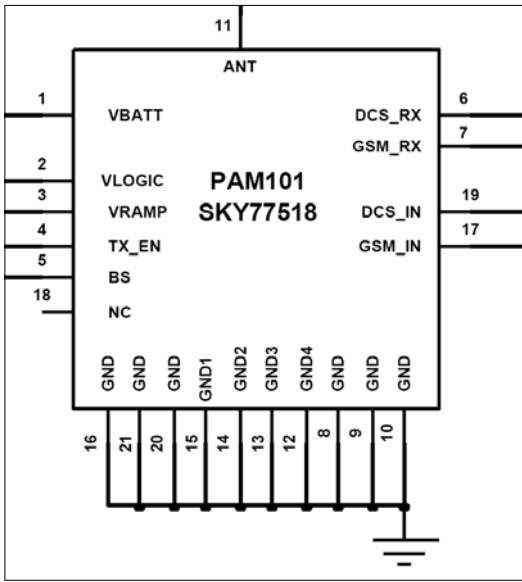 11
ANT
1
VBATT
DCS_RX
6
GSM_RX
7
2
VLOGIC
PAM101
3
VRAMP
SKY77518
DCS_IN
19
4
TX_EN
GSM_IN
17
5
BS
18
NC
GND GND GND GND1 GND2 GND3 GND4 GND GND GND
16 21 20 15 14 13 12 8 9 10